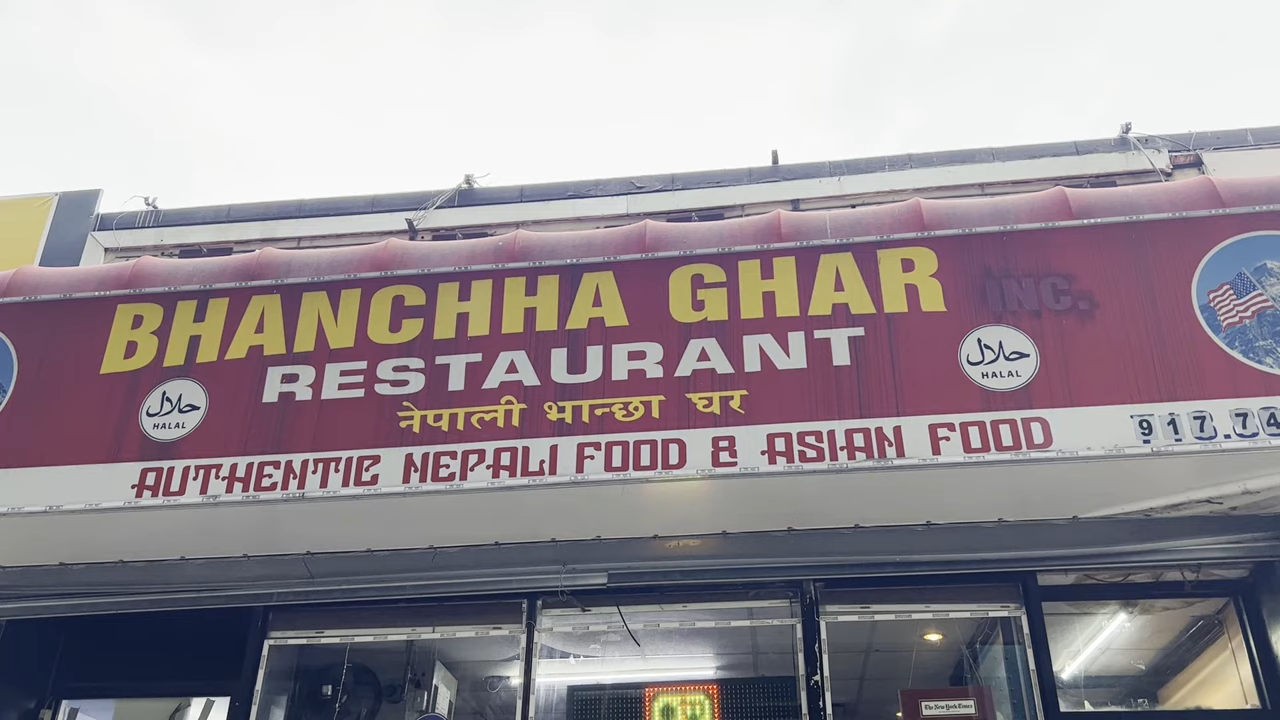 BHANCHHA GHAR INC.
RESTAURANT
नेपाली भान्छा घर
حلال
HALAL
حلال
HALAL
AUTHENTIC NEPALI FOOD & ASIAN FOOD
917.74
The New York Times